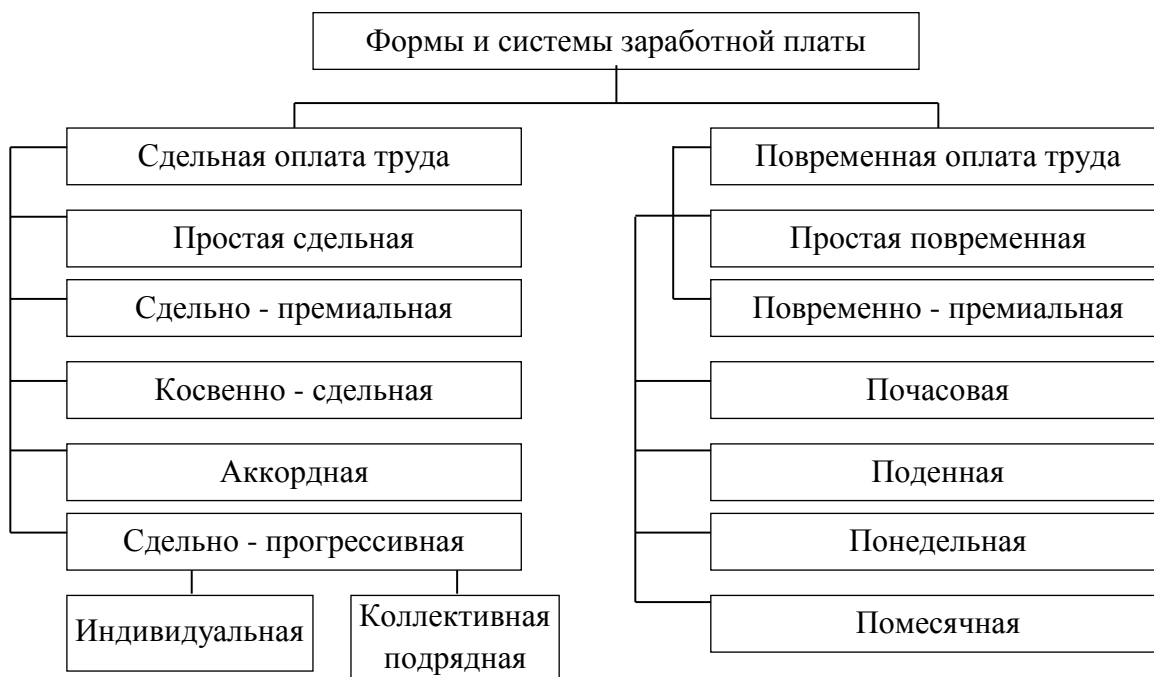 Формы и системы заработной платы
Сдельная оплата труда
Простая сдельная
Сдельно - премиальная
Косвенно - сдельная
Аккордная
Сдельно - прогрессивная
Индивидуальная
Коллективная
подрядная
Повременная оплата труда
Простая повременная
Повременно - премиальная
Почасовая
Поденная
Понедельная
Помесячная